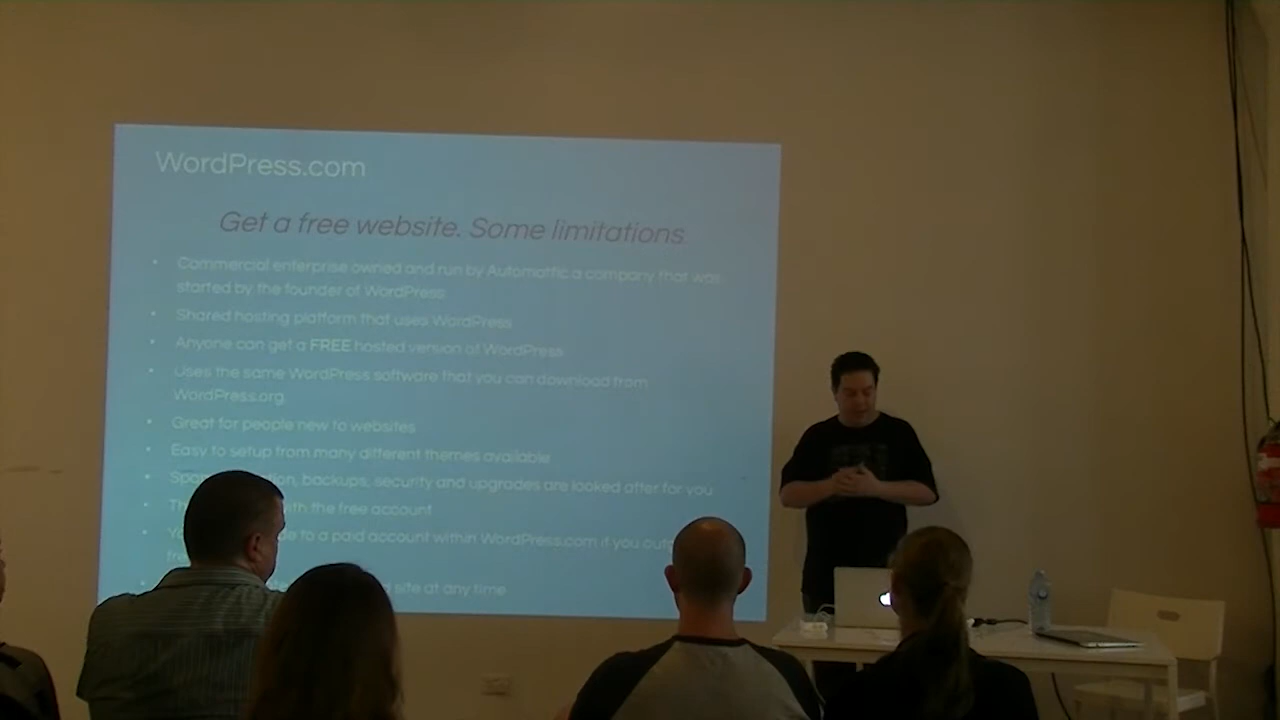 WordPress.com
Get a free website. Some limitations
Commercial enterprise owned and run by Automattic a company that was
started by the founder of WordPress
Shared hosting platform that uses WordPress
Anyone can get a FREE hosted version of WordPress
Uses the same WordPress software that you can download from
WordPress.org.
Great for people new to websites
Easy to setup from many different themes available
backups, security and upgrades are looked after for you
with the free account
to a paid account within WordPress.com if you
site at any time